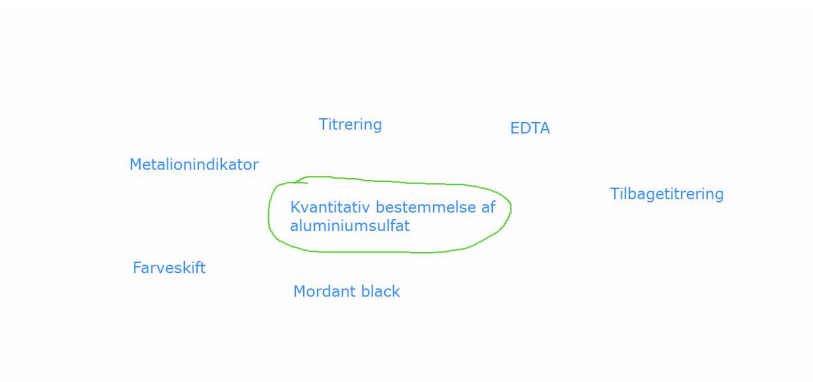 Titrering
EDTA
Metalionindikator
Tilbagetitrering
Kvantitativ bestemmelse af
aluminiumsulfat
Farveskift
Mordant black